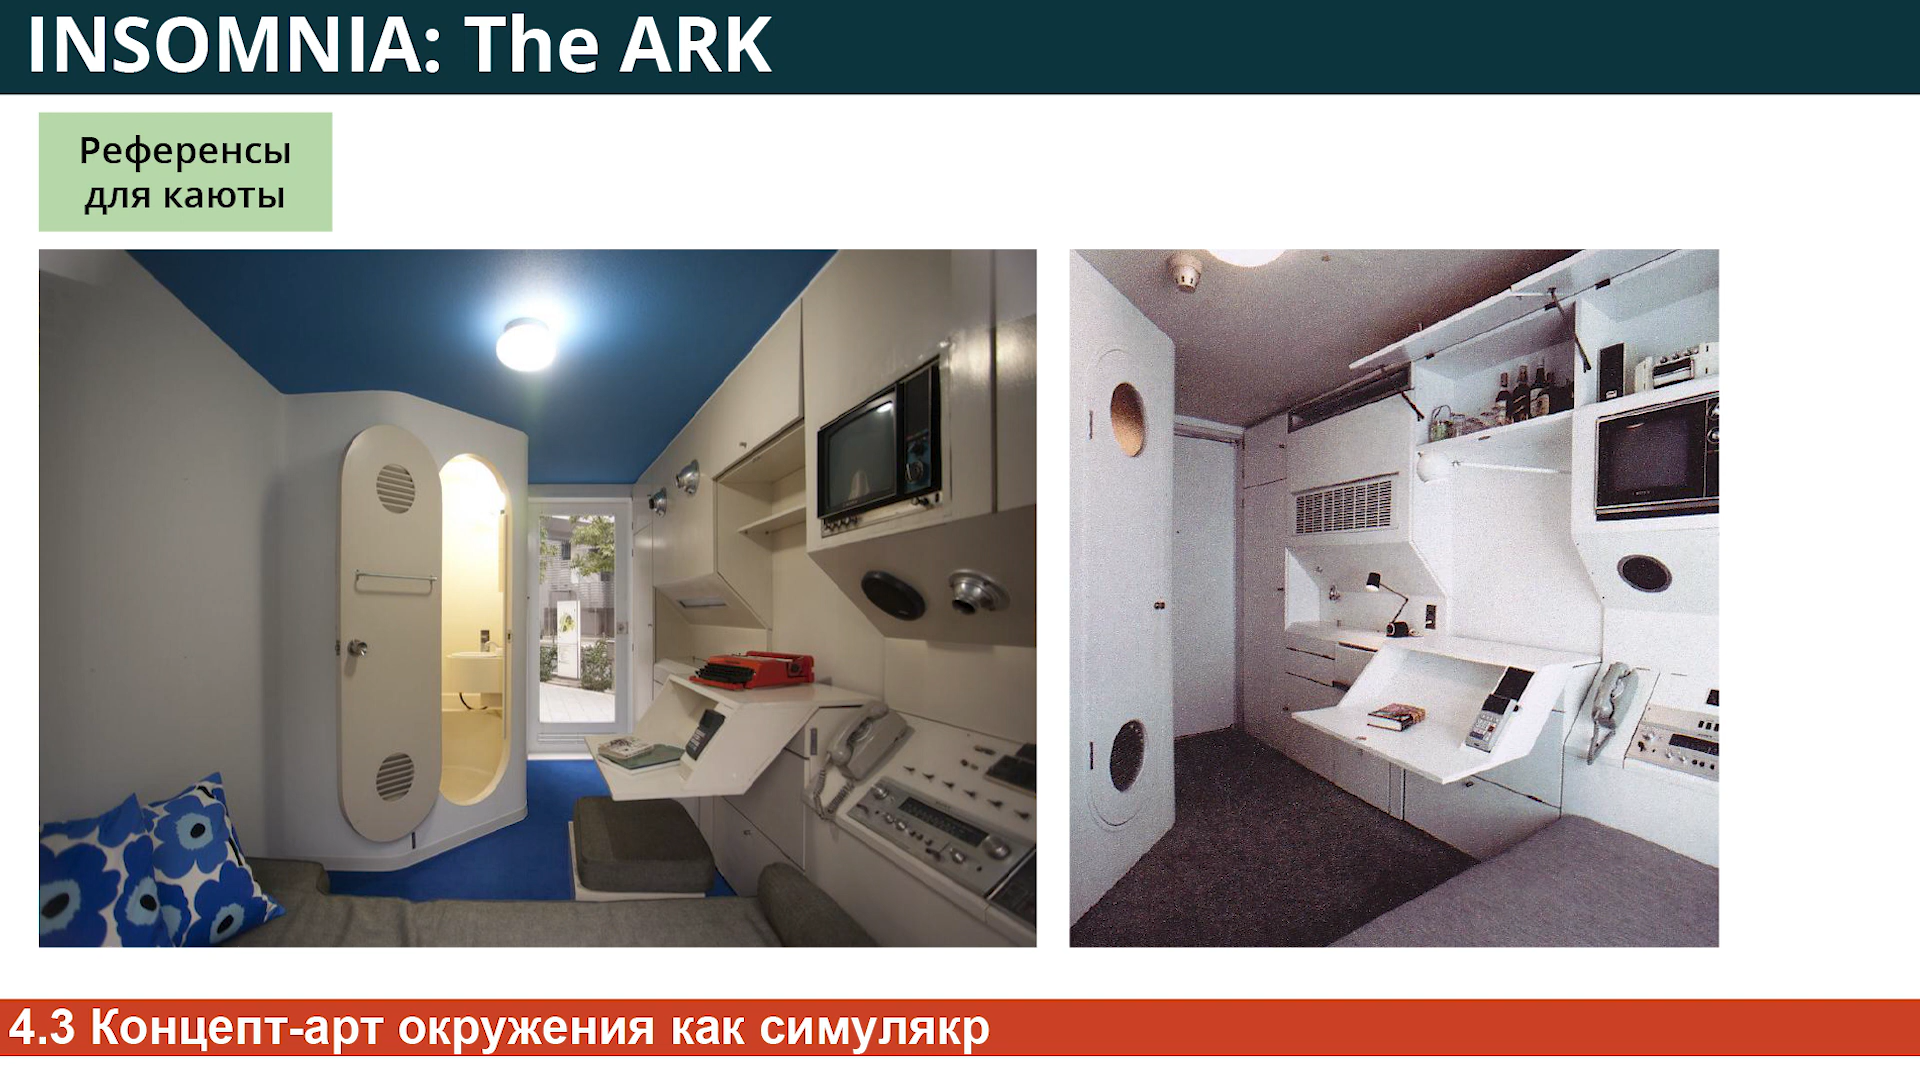 INSOMNIA: The ARK
Референсы
для каюты
4.3 Концепт-арт окружения как симулякр